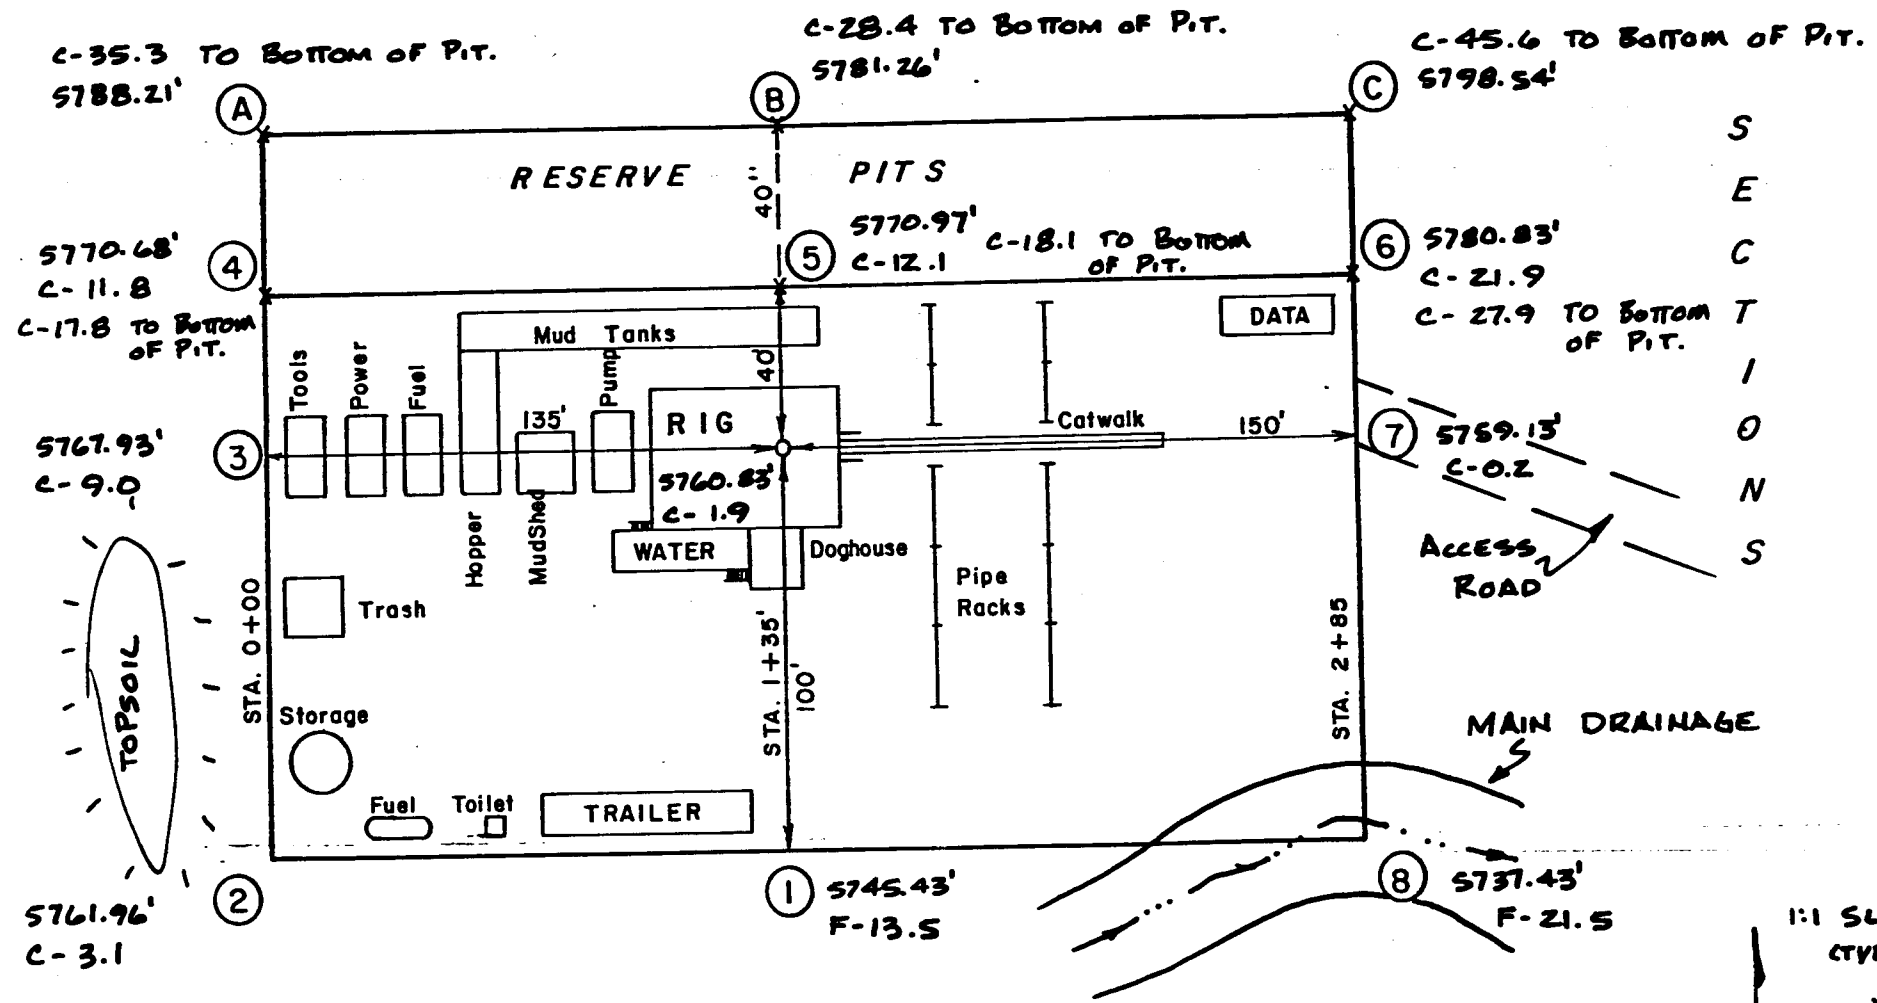 C-35.3 TO BOTTOM OF PIT.
5788.21'
C-28.4 TO BOTTOM OF PIT.
5781.26'
C-45.6 TO BOTTOM OF PIT.
5798.54'
A
B
C
RESERVE PITS
40"
SECTIONS
5770.68'
C-11.8
C-17.8 TO BOTTOM
OF PIT.
4
5
5770.97'
C-12.1
C-18.1 TO BOTTOM
OF PIT.
6
5780.83'
C-21.9
C-27.9 TO BOTTOM
OF PIT.
Mud Tanks
40'
DATA
Tools
Power
Fuel
Pump
135'
RIG
Catwalk
150'
5767.93'
C-9.0
3
7
5759.13'
C-0.2
5760.83'
C-1.9
Hopper
MudShed
WATER
Doghouse
Pipe
Racks
ACCESS
ROAD
Trash
STA. 0+00
STA. 1+35'
100'
STA. 2+85
TOPSOIL
Storage
MAIN DRAINAGE
Fuel
Toilet
TRAILER
2
5761.96'
C-3.1
1
5745.43'
F-13.5
8
5737.43'
F-21.5
1:1 SL
(TYP